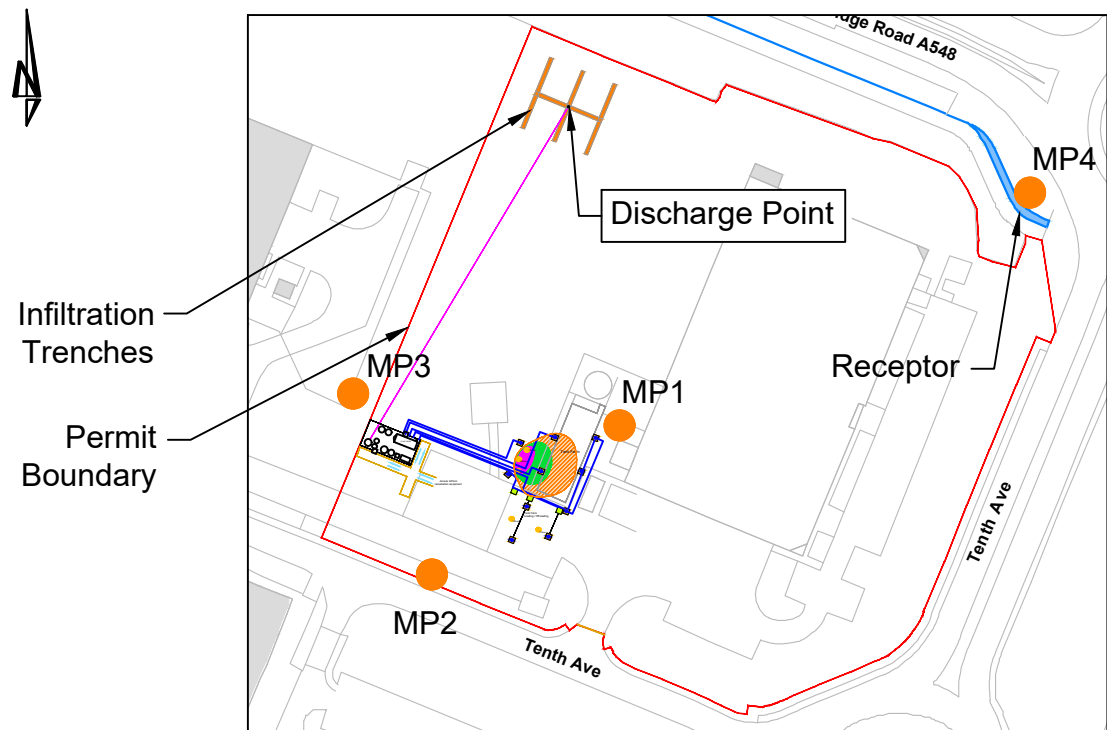 N
dge Road A548
MP4
Discharge Point
Infiltration
Trenches
Receptor
MP3
MP1
Permit
Boundary
Tenth Ave
MP2
Tenth Ave